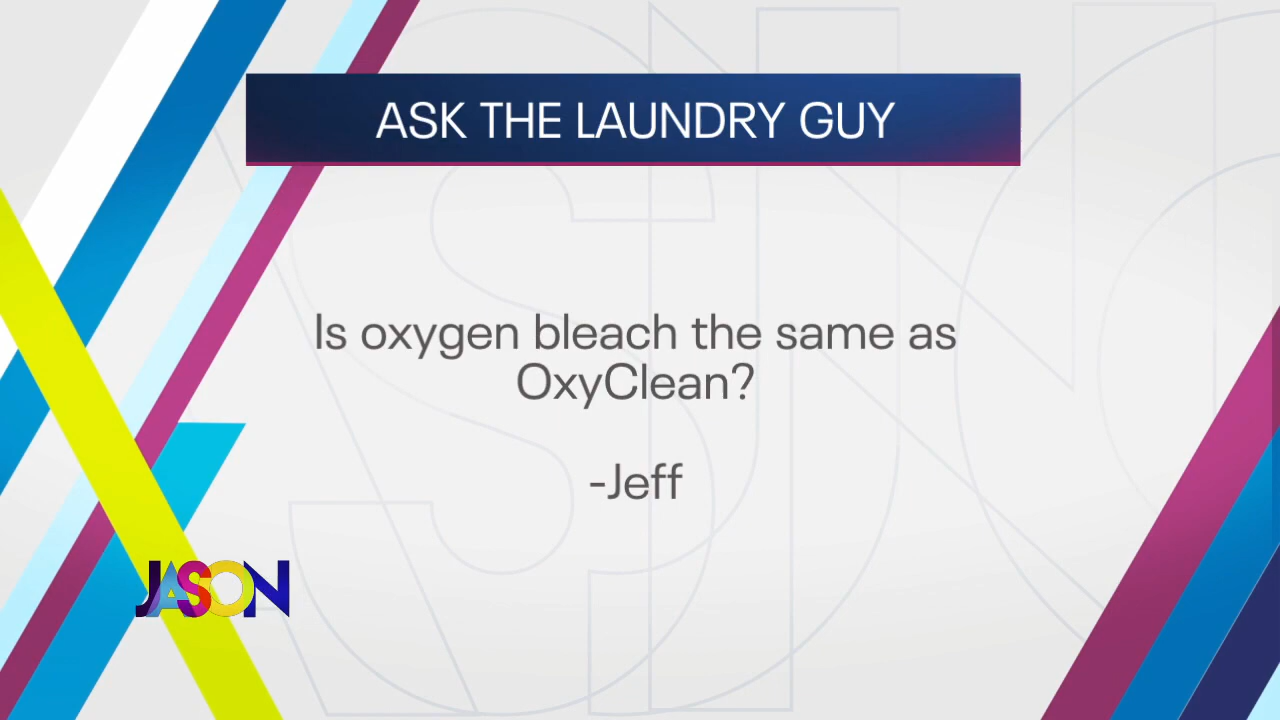 ASK THE LAUNDRY GUY
Is oxygen bleach the same as
OxyClean?
-Jeff
JASON